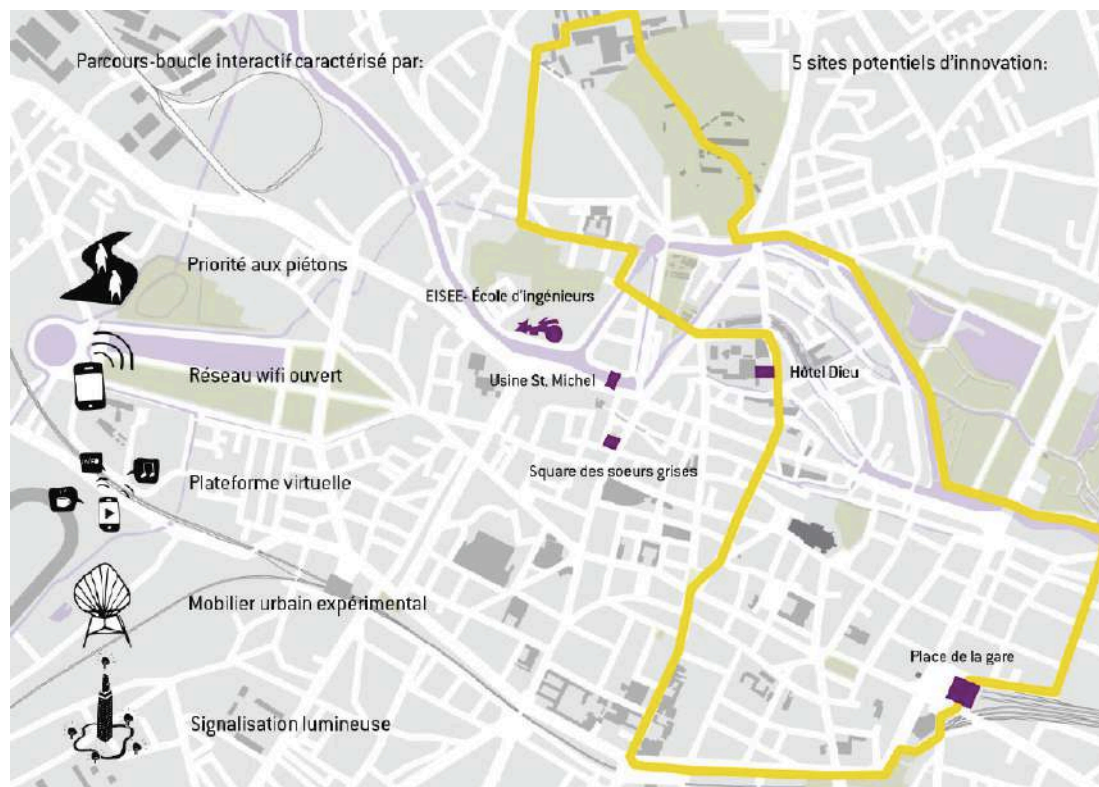 Parcours-boucle interactif caractérisé par:
5 sites potentiels d'innovation:
Priorité aux piétons
EISEE- École d'ingénieurs
Réseau wifi ouvert
Usine St. Michel
Hôtel Dieu
Square des soeurs grises
Plateforme virtuelle
Mobilier urbain expérimental
Place de la gare
Signalisation lumineuse